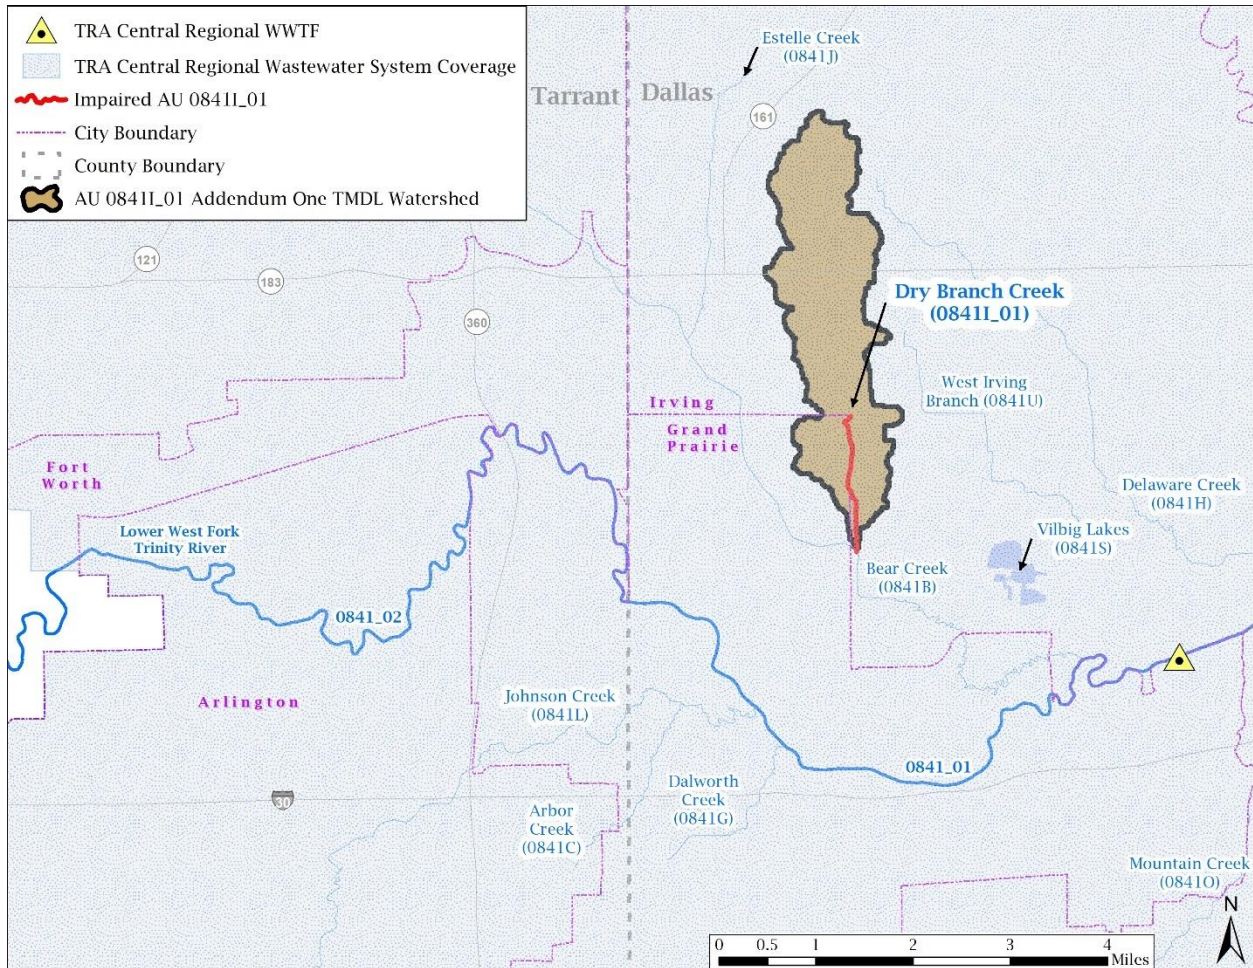 TRA Central Regional WWTF
TRA Central Regional Wastewater System Coverage
Impaired AU 0841I_01
City Boundary
County Boundary
AU 0841I_01 Addendum One TMDL Watershed
Estelle Creek
(0841J)
Tarrant
Dallas
161
121
183
360
Dry Branch Creek
(0841I_01)
West Irving
Branch (0841U)
Irving
Grand
Prairie
Fort
Worth
Delaware Creek
(0841H)
Lower West Fork
Trinity River
Vilbig Lakes
(0841S)
Bear Creek
(0841B)
0841_02
Arlington
Johnson Creek
(0841L)
0841_01
Dalworth
Creek
(0841G)
30
Arbor
Creek
(0841C)
Mountain Creek
(0841O)
N
0 0.5 1 2 3 4
Miles